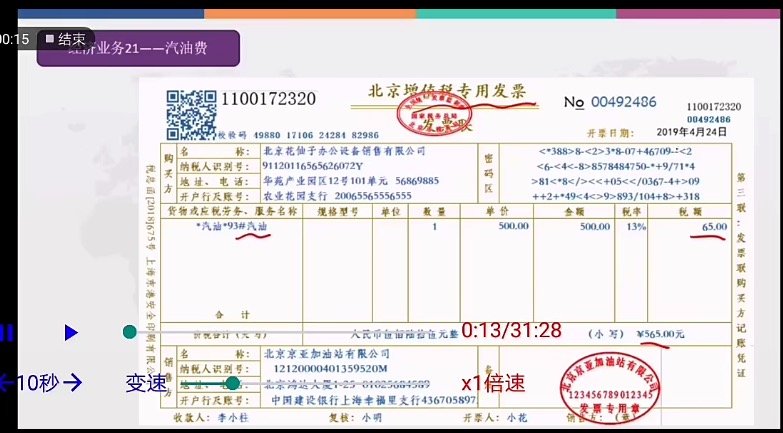 00:15
结束
经济业务21——汽油费
1100172320
北京增值税专用发票
No 00492486
1100172320
00492486
国家税务总局
发票联
校验码 49880 17106 24284 82986
开票日期： 2019年4月24日
税总函[2018]675号 上海东港安全印刷有限公
购买方
名 称： 北京花仙子办公设备销售有限公司
纳税人识别号： 9112011656562607 2Y
地址、电话： 华苑产业园区12号101单元 56869885
开户行及账号： 农业花园支行 20065565556555
密码区
<*388>8-<2>3*8-07+46709-*<2
<6-<4-<8>8578484750-*+9/71*4
>81<*8</><<+05<</0367-4+>09
++2+*49<4<>9>893/104+8>+318
货物或应税劳务、服务名称 规格型号 单位 数量 单价 金额 税率 税额
*汽油*93#汽油 1 500.00 500.00 13% 65.00
合计
价税合计（大写） 人民币伍佰陆拾伍元整 （小写） ¥565.00元
0:13/31:28
销售方
名 称： 北京京亚加油站有限公司
纳税人识别号： 12120000401359520M
地址、电话： 北京鸿达大厦1-25 01025684589
开户行及账号： 中国建设银行上海幸福里支行436705897
备
10秒
变速
x1倍速
北京京亚加油站有限公司
123456789012345
发票专用章
收款人：李小柱 复核：小明 开票人：小花 销售方：（章）
第三联：发票联 购买方记账凭证